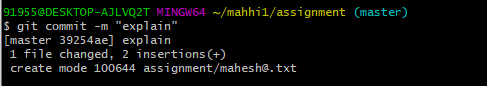 91955@DESKTOP-AJLVQ2T MINGW64 ~/mahhi1/assignment (master)
$ git commit -m "explain"
[master 39254ae] explain
1 file changed, 2 insertions(+)
create mode 100644 assignment/mahesh@.txt